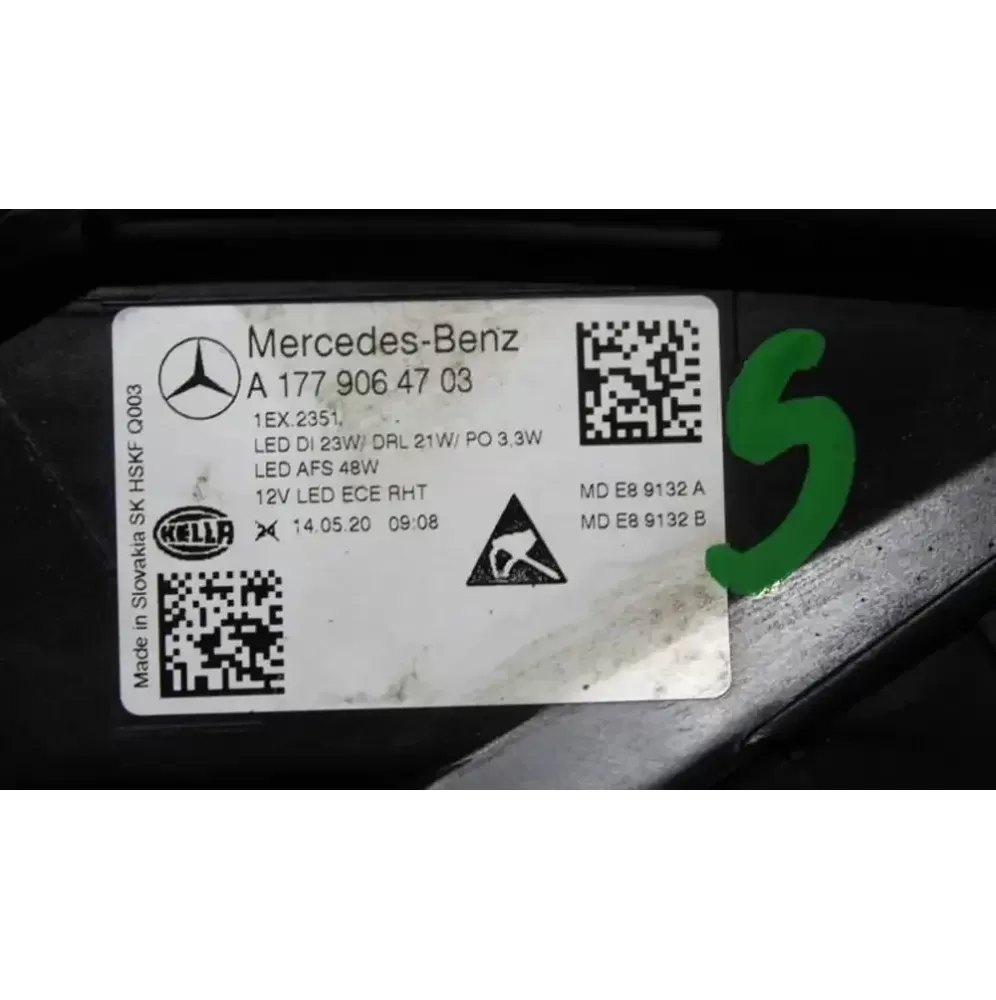 Mercedes-Benz
A 177 906 47 03
1EX.2351.
LED DI 23W/ DRL 21W/ PO 3,3W
LED AFS 48W
12V LED ECE RHT
14.05.20 09:08
MD E8 9132 A
MD E8 9132 B
HELLA
Made in Slovakia SK HSKF Q003
S